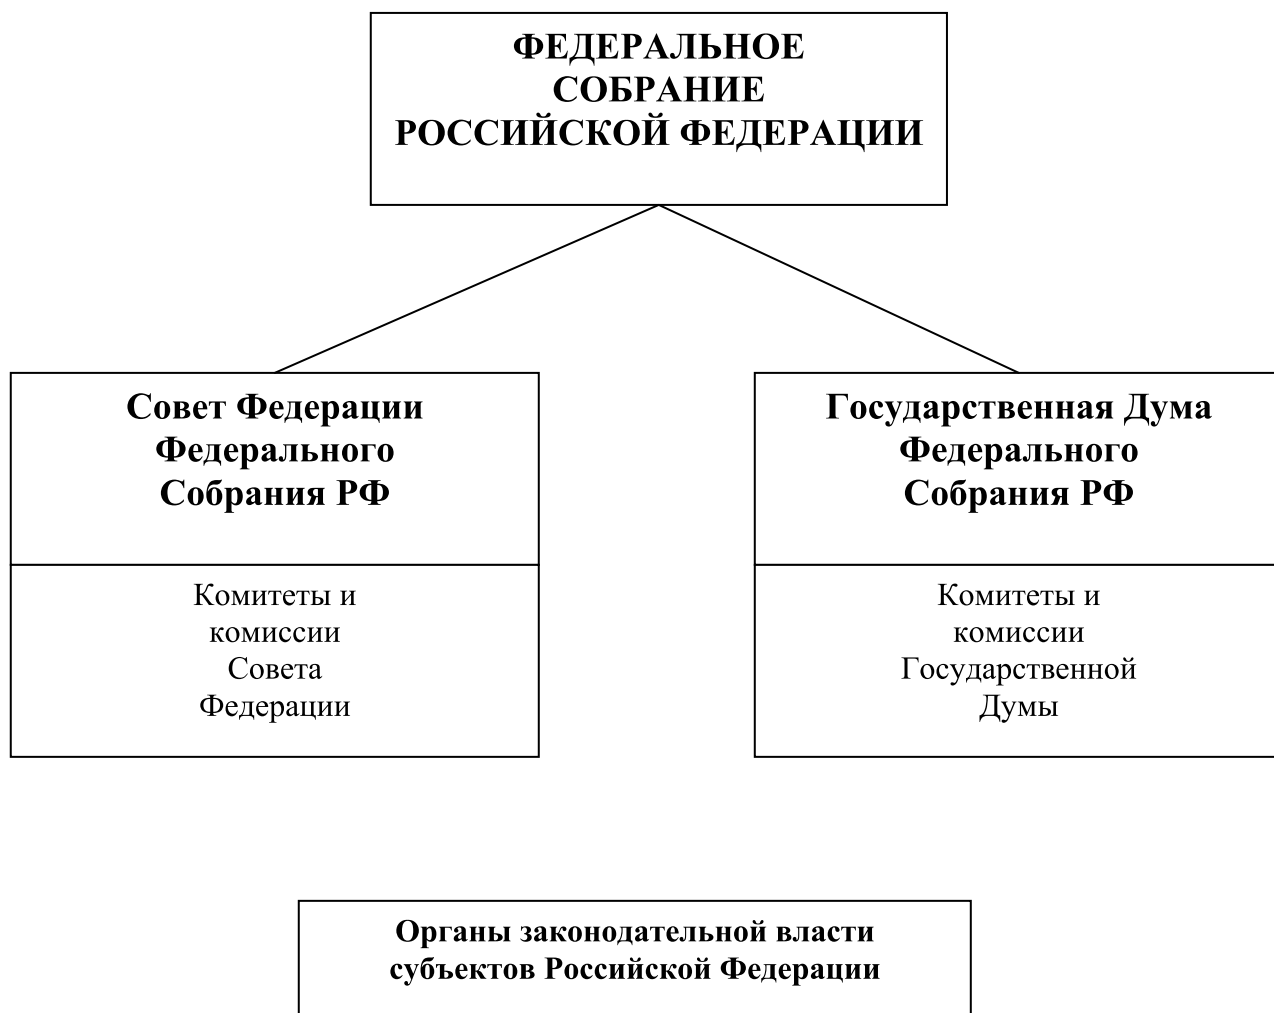 ФЕДЕРАЛЬНОЕ
СОБРАНИЕ
РОССИЙСКОЙ ФЕДЕРАЦИИ
Совет Федерации
Федерального
Собрания РФ
Комитеты и
комиссии
Совета
Федерации
Государственная Дума
Федерального
Собрания РФ
Комитеты и
комиссии
Государственной
Думы
Органы законодательной власти
субъектов Российской Федерации